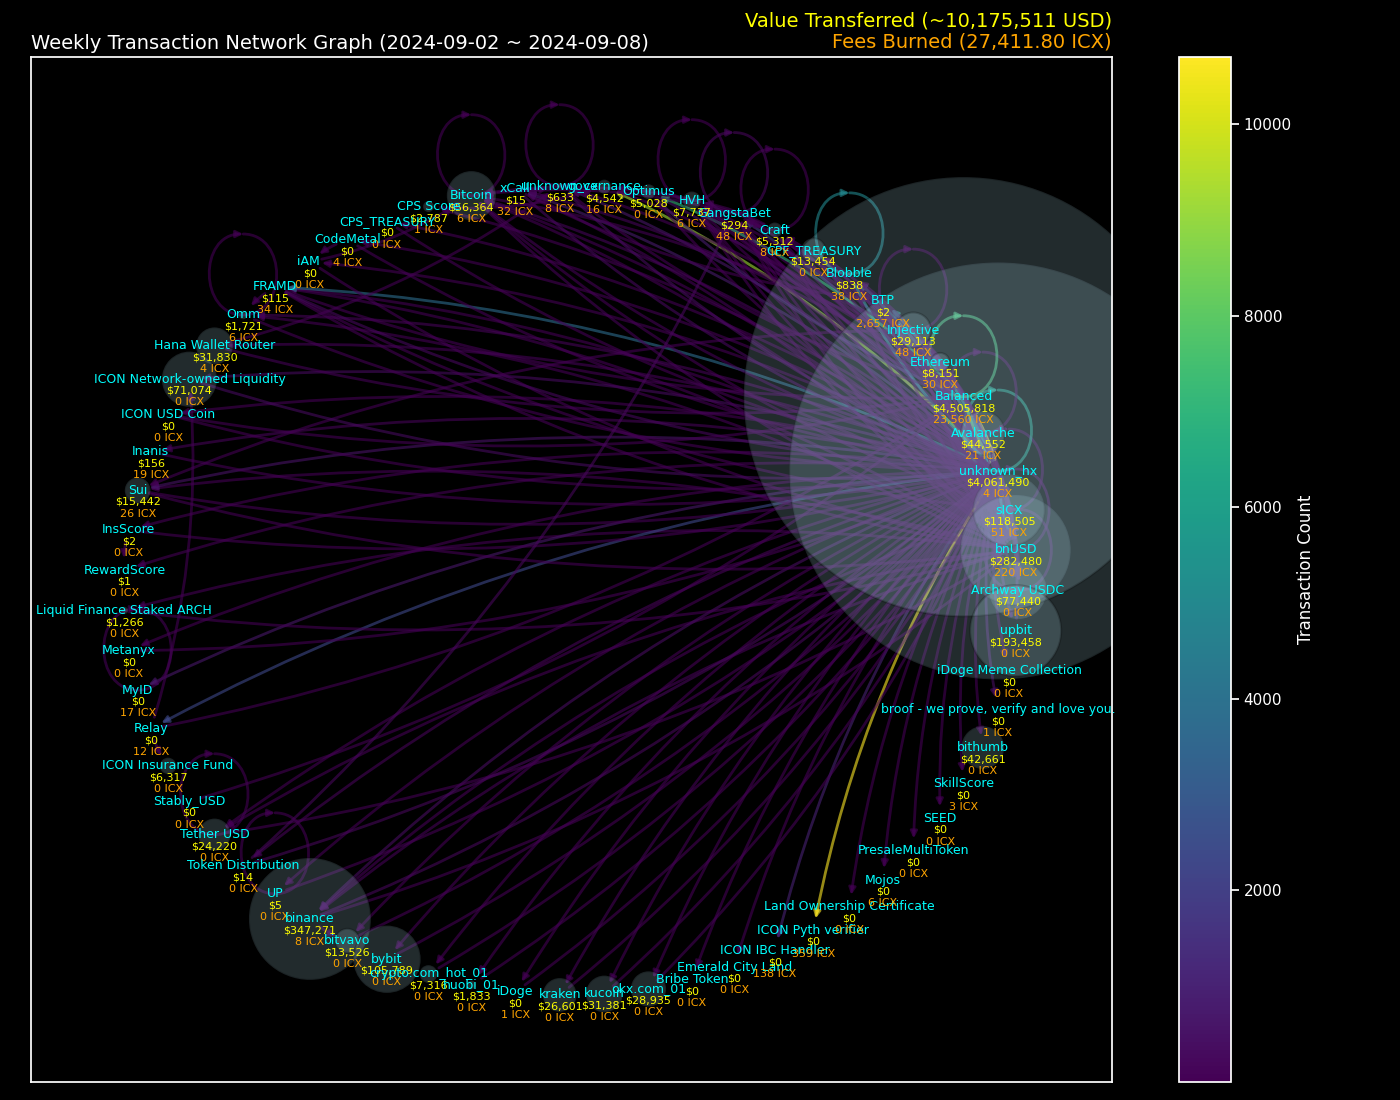 Value Transferred (~10,175,511 USD)
Weekly Transaction Network Graph (2024-09-02 ~ 2024-09-08)
Fees Burned (27,411.80 ICX)
Bitcoin
$56,364
6 ICX
xCall
$15
32 ICX
unknown_cx
$633
8 ICX
governance
$4,542
16 ICX
Optimus
$5,028
0 ICX
HVH
$7,737
6 ICX
GangstaBet
$294
48 ICX
Craft
$5,312
8 ICX
CPF_TREASURY
$13,454
0 ICX
Blobble
$838
38 ICX
BTP
$2
2,657 ICX
Injective
$29,113
48 ICX
Ethereum
$8,151
30 ICX
Balanced
$4,505,818
23,560 ICX
Avalanche
$44,552
21 ICX
unknown_hx
$4,061,490
4 ICX
sICX
$118,505
51 ICX
bnUSD
$282,480
220 ICX
Archway USDC
$77,440
0 ICX
upbit
$193,458
0 ICX
iDoge Meme Collection
$0
0 ICX
broof - we prove, verify and love you.
$0
1 ICX
bithumb
$42,661
0 ICX
SkillScore
$0
3 ICX
SEED
$0
0 ICX
PresaleMultiToken
$0
0 ICX
Mojos
$0
6 ICX
Land Ownership Certificate
$0
0 ICX
ICON Pyth verifier
$0
359 ICX
ICON IBC Handler
$0
138 ICX
Emerald City Land
$0
0 ICX
Bribe Token
$0
0 ICX
okx.com_01
$28,935
0 ICX
kucoin
$31,381
0 ICX
kraken
$26,601
0 ICX
iDoge
$0
1 ICX
huobi_01
$1,833
0 ICX
crypto.com_hot_01
$7,316
0 ICX
bybit
$105,789
0 ICX
bitvavo
$13,526
0 ICX
binance
$347,271
8 ICX
UP
$5
0 ICX
Token Distribution
$14
0 ICX
Tether USD
$24,220
0 ICX
Stably_USD
$0
0 ICX
ICON Insurance Fund
$6,317
0 ICX
Relay
$0
12 ICX
MyID
$0
17 ICX
Metanyx
$0
0 ICX
Liquid Finance Staked ARCH
$1,266
0 ICX
RewardScore
$1
0 ICX
InsScore
$2
0 ICX
Sui
$15,442
26 ICX
Inanis
$156
19 ICX
ICON USD Coin
$0
0 ICX
ICON Network-owned Liquidity
$71,074
0 ICX
Hana Wallet Router
$31,830
4 ICX
Omm
$1,721
6 ICX
FRAMD
$115
34 ICX
iAM
$0
0 ICX
CodeMetal
$0
4 ICX
CPS_TREASURY
$0
0 ICX
CPS Score
$2,787
1 ICX
10000
8000
6000
4000
2000
Transaction Count